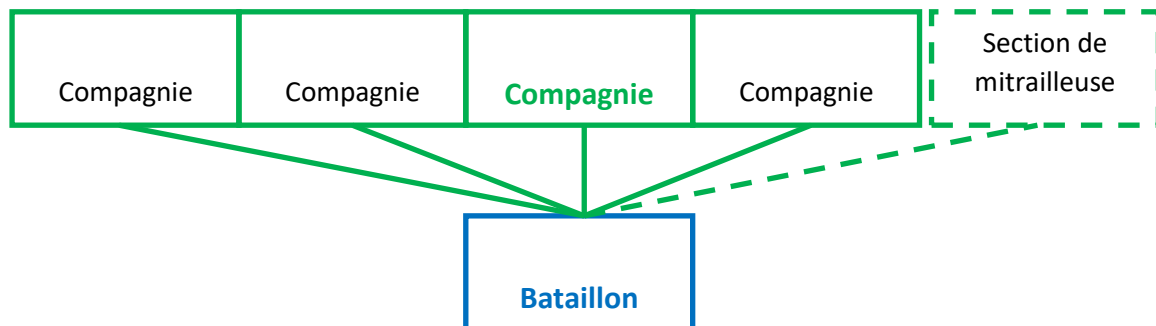 Compagnie
Compagnie
Compagnie
Compagnie
Section de
mitrailleuse
Bataillon